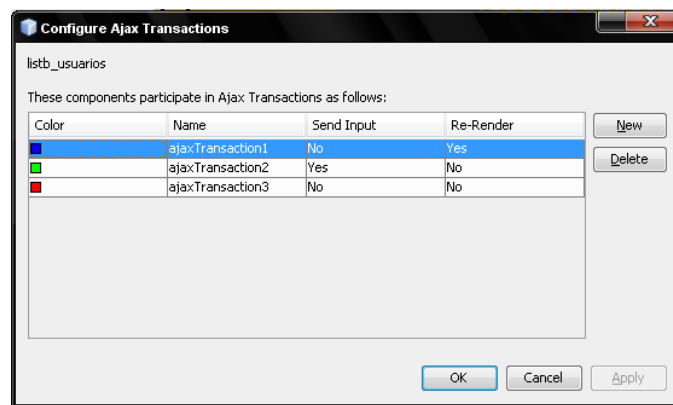 Configure Ajax Transactions
listb_usuarios
These components participate in Ajax Transactions as follows:
Color Name Send Input Re-Render
ajaxTransaction1 No Yes
ajaxTransaction2 Yes No
ajaxTransaction3 No No
New
Delete
OK Cancel Apply